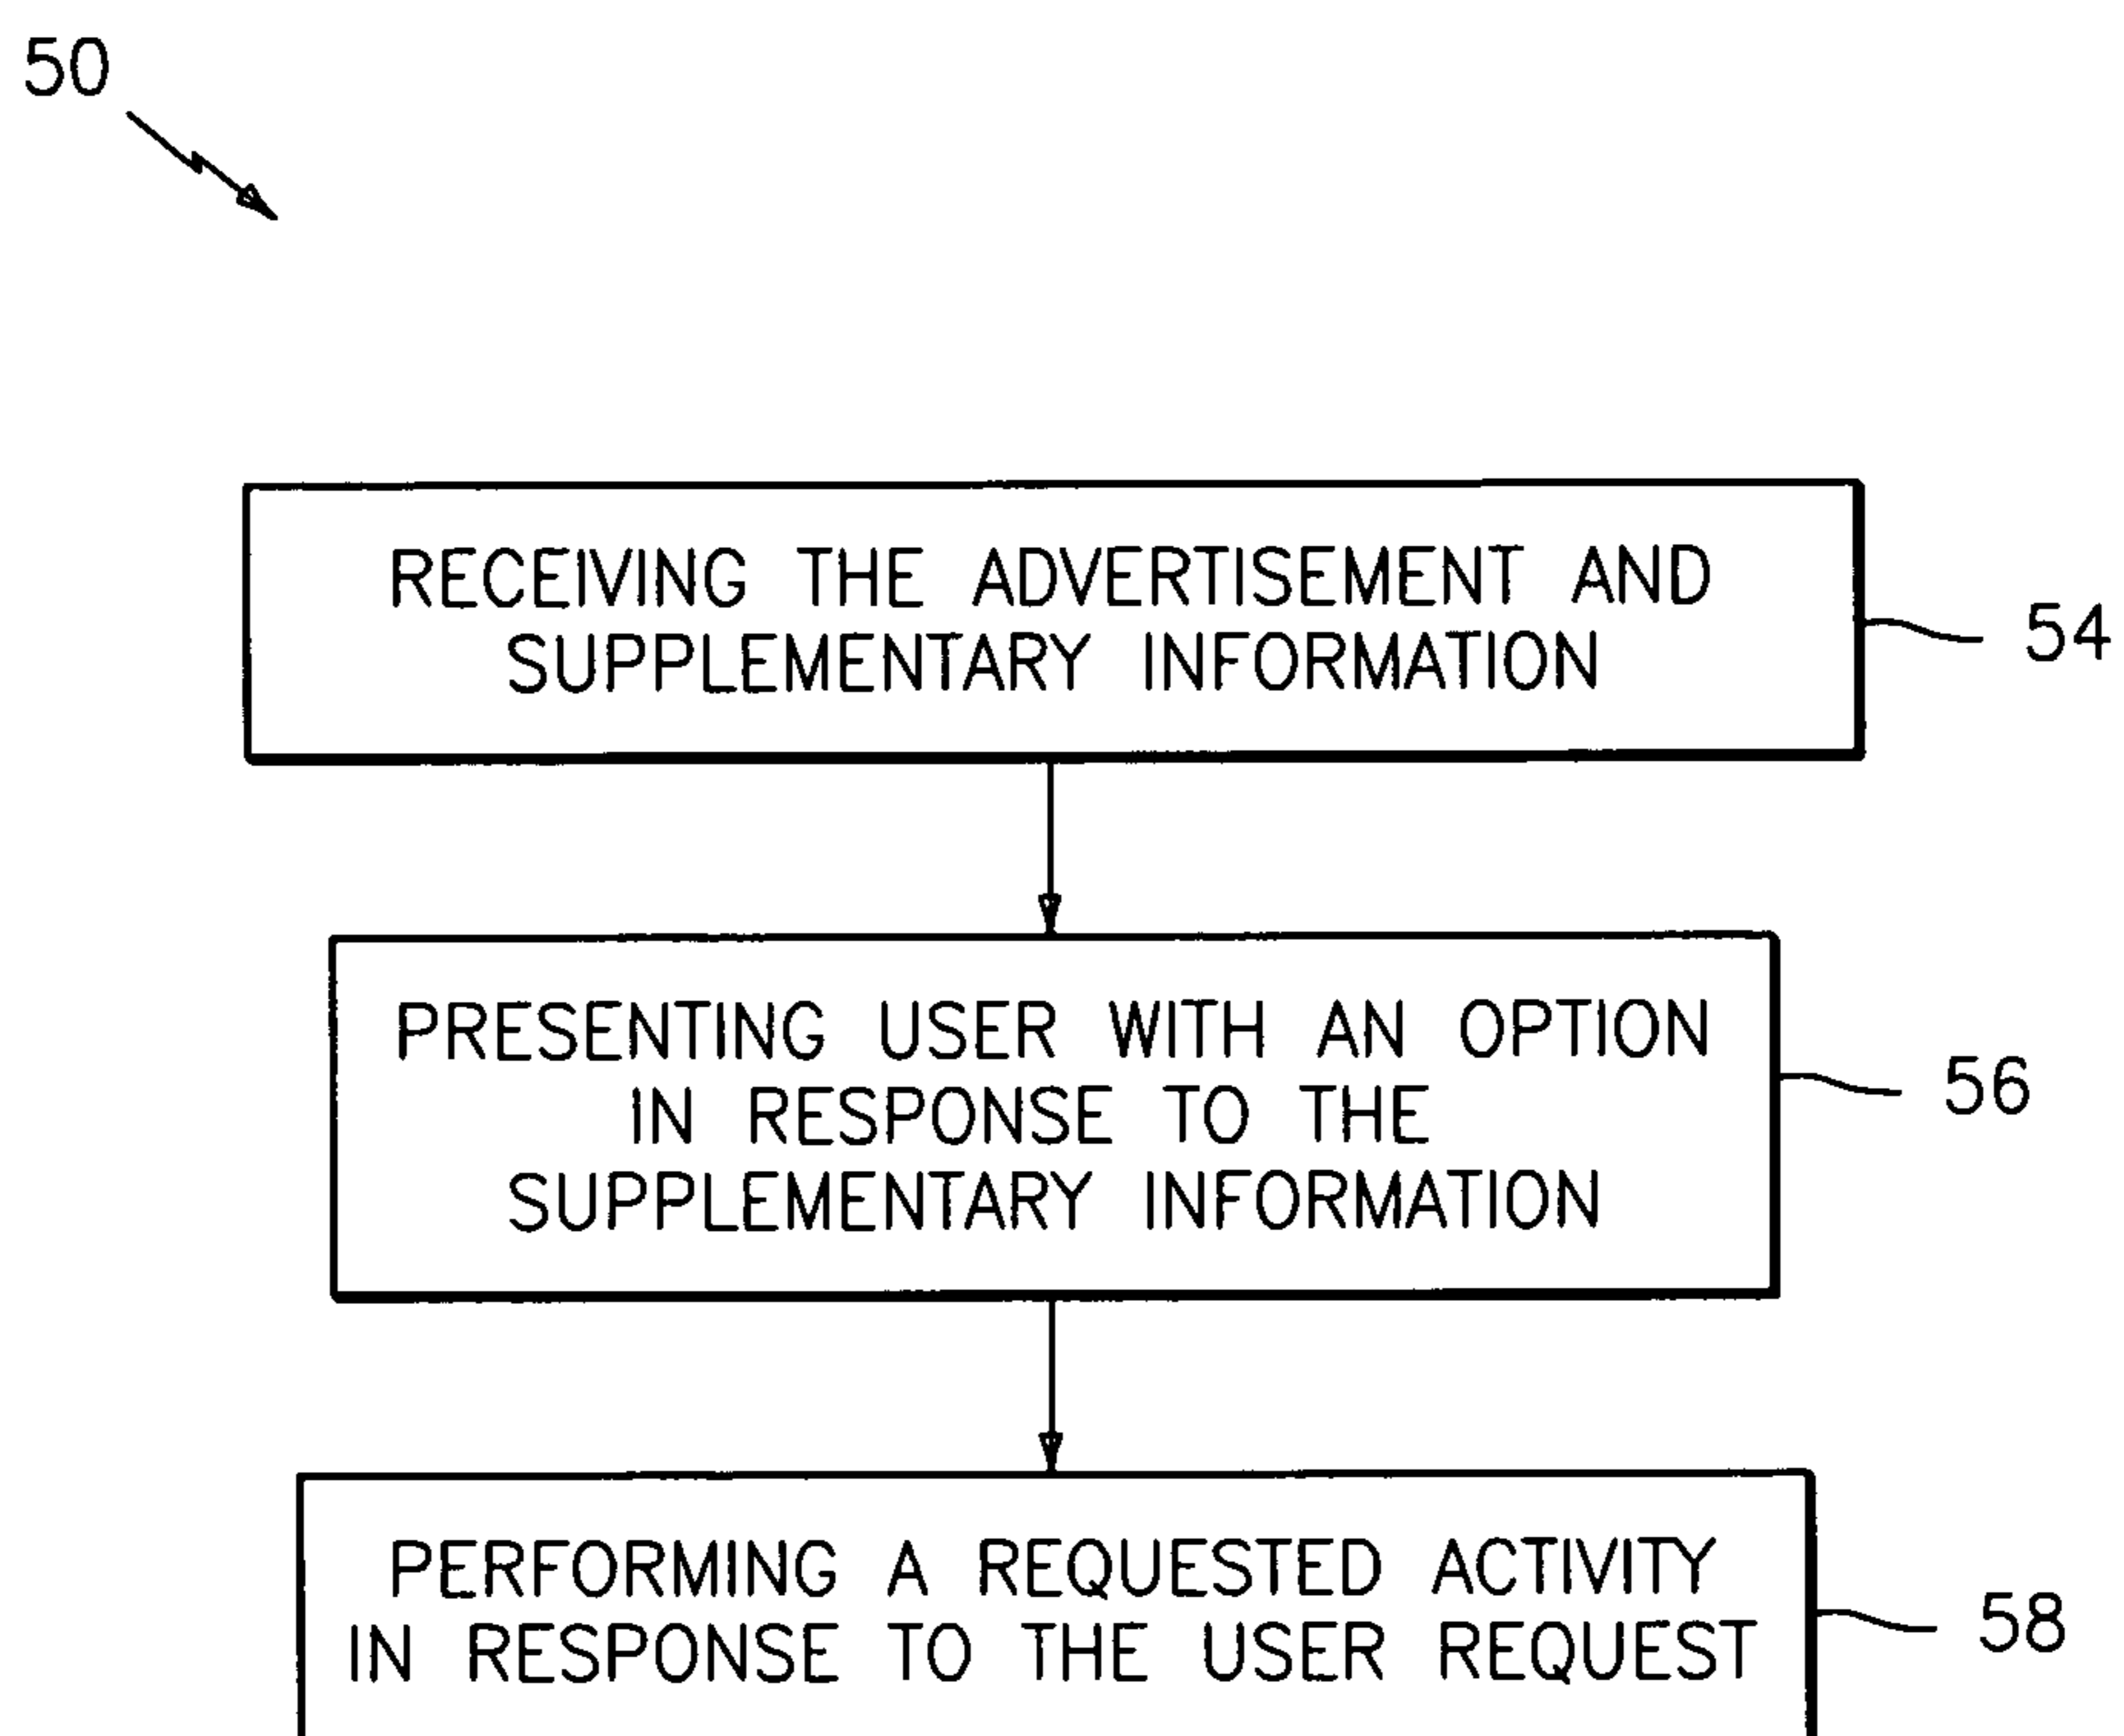 50
RECEIVING THE ADVERTISEMENT AND
SUPPLEMENTARY INFORMATION
54
PRESENTING USER WITH AN OPTION
IN RESPONSE TO THE
SUPPLEMENTARY INFORMATION
56
PERFORMING A REQUESTED ACTIVITY
IN RESPONSE TO THE USER REQUEST
58